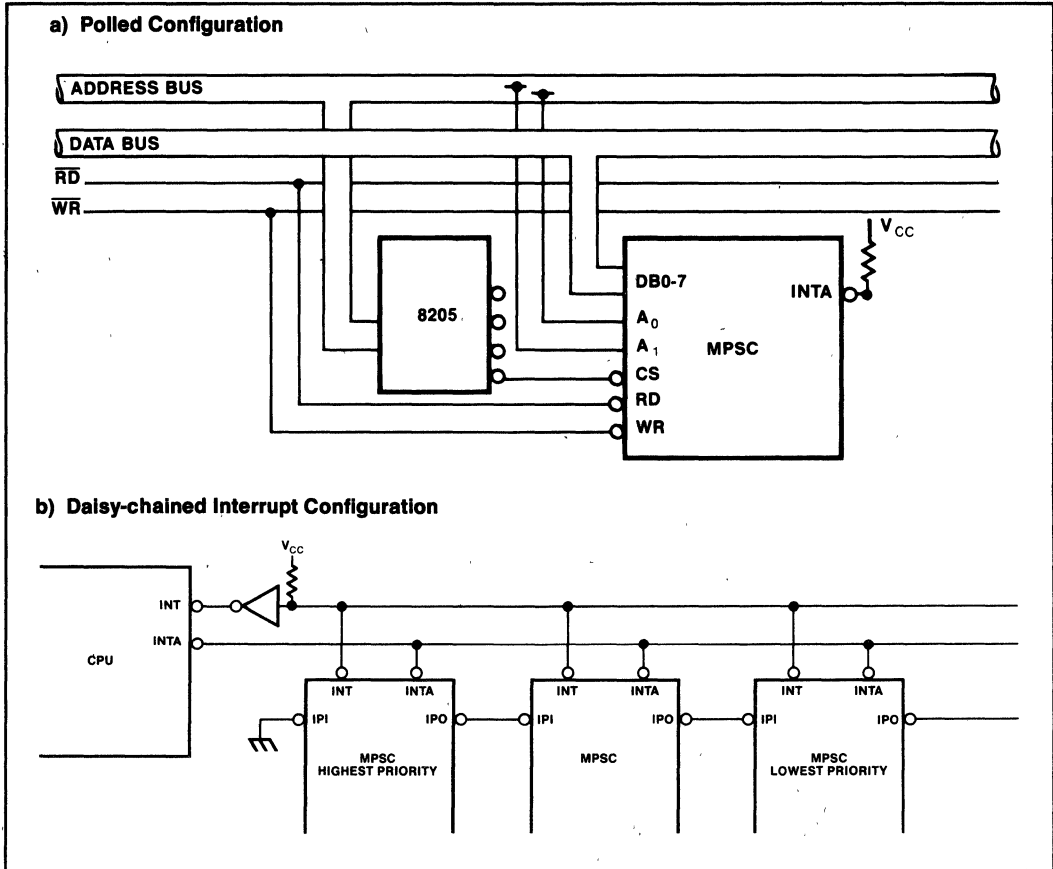 a) Polled Configuration
ADDRESS BUS
DATA BUS
RD
WR
VCC
8205
DB0-7
INTA
A0
A1
MPSC
CS
RD
WR
b) Daisy-chained Interrupt Configuration
VCC
INT
INTA
CPU
INT INTA
INT INTA
INT INTA
IPI IPO
IPI IPO
IPI IPO
MPSC
HIGHEST PRIORITY
MPSC
MPSC
LOWEST PRIORITY